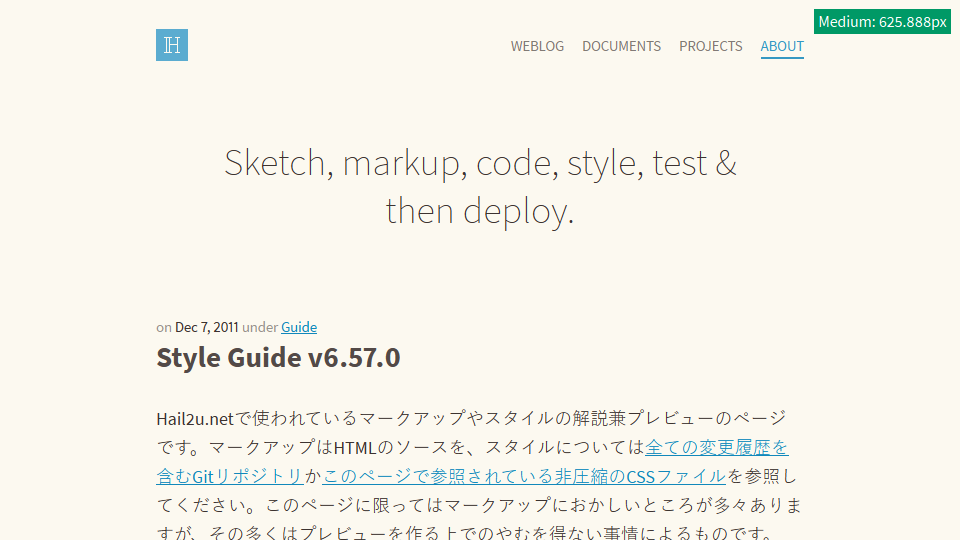 Medium: 625.888px
H
WEBLOG DOCUMENTS PROJECTS ABOUT
Sketch, markup, code, style, test &
then deploy.
on Dec 7, 2011 under Guide
Style Guide v6.57.0
Hail2u.netで使われているマークアップやスタイルの解説兼プレビューのページ
です。マークアップはHTMLのソースを、スタイルについては全ての変更履歴を
含むGitリポジトリかこのページで参照されている非圧縮のCSSファイルを参照し
てください。このページに限ってはマークアップにおかしいところが多々ありま
すが、その多くはプレビューを作る上でのやむを得ない事情によるものです。